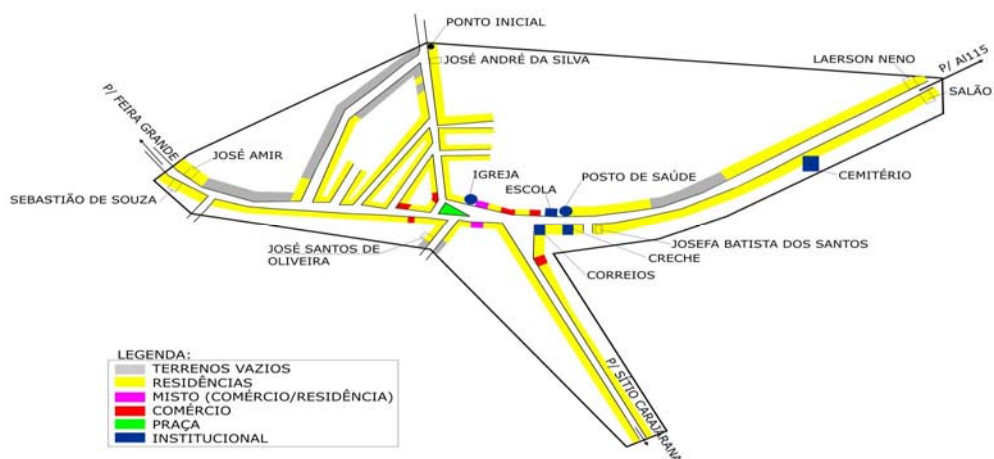 PONTO INICIAL
JOSÉ ANDRÉ DA SILVA
LAERSON NENO
P/ Al115
SALÃO
P/ FEIRA GRANDE
JOSÉ AMIR
SEBASTIÃO DE SOUZA
IGREJA
ESCOLA
POSTO DE SAÚDE
CEMITÉRIO
JOSÉ SANTOS DE
OLIVEIRA
JOSEFA BATISTA DOS SANTOS
CRECHE
CORREIOS
P/ SÍTIO CARAJARANA
LEGENDA:
TERRENOS VAZIOS
RESIDÊNCIAS
MISTO (COMÉRCIO/RESIDÊNCIA)
COMÉRCIO
PRAÇA
INSTITUCIONAL